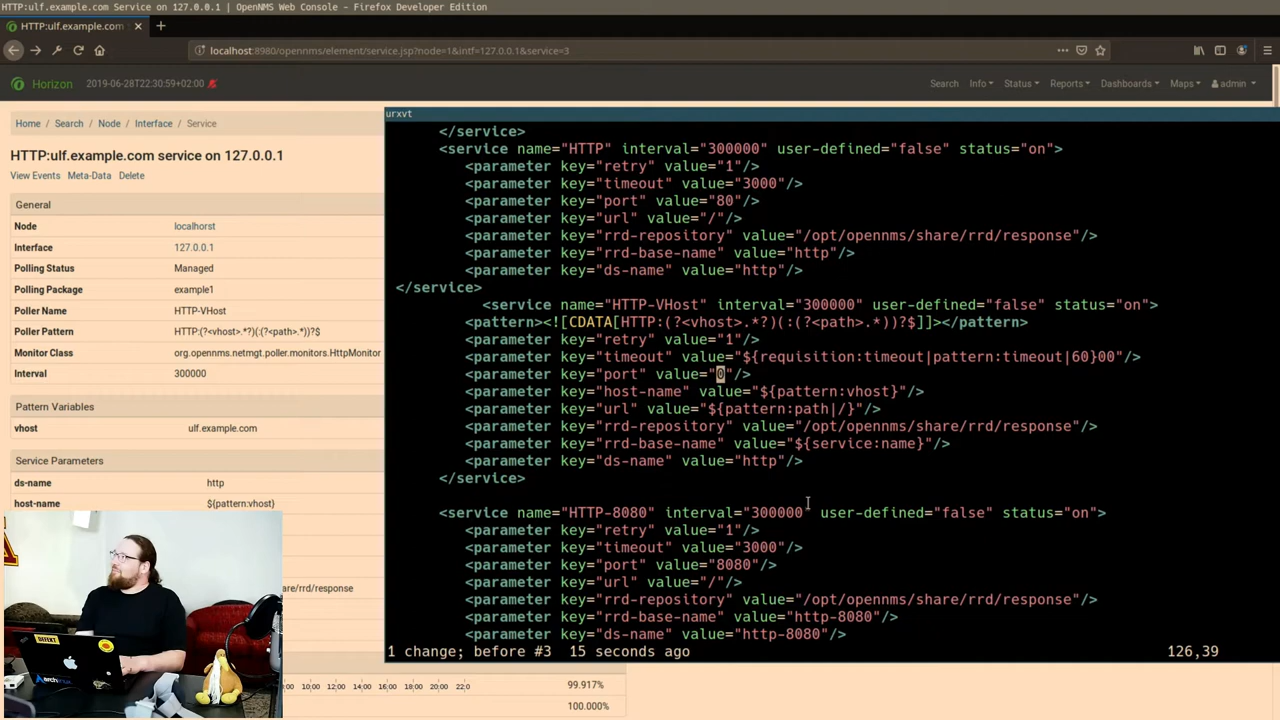 HTTP:ulf.example.com Service on 127.0.0.1 | OpenNMS Web Console - Firefox Developer Edition
HTTP:ulf.example.com
localhost:8980/opennms/element/service.jsp?node=1&intf=127.0.0.1&service=3
Horizon 2019-06-28T22:30:59+02:00
Search Info Status Reports Dashboards Maps admin
Home / Search / Node / Interface / Service
HTTP:ulf.example.com service on 127.0.0.1
View Events Meta-Data Delete
General
Node localhorst
Interface 127.0.0.1
Polling Status Managed
Polling Package example1
Poller Name HTTP-VHost
Poller Pattern HTTP:(?<vhost>.*?)(:(?<path>.*))?$
Monitor Class org.opennms.netmgt.poller.monitors.HttpMonitor
Interval 300000
Pattern Variables
vhost ulf.example.com
Service Parameters
ds-name http
host-name ${pattern:vhost}
are/rrd/response
:00 10:00 12:00 14:00 16:00 18:00 20:00 22:0
99.917%
100.000%
urxvt
</service>
<service name="HTTP" interval="300000" user-defined="false" status="on">
<parameter key="retry" value="1"/>
<parameter key="timeout" value="3000"/>
<parameter key="port" value="80"/>
<parameter key="url" value="/"/>
<parameter key="rrd-repository" value="/opt/opennms/share/rrd/response"/>
<parameter key="rrd-base-name" value="http"/>
<parameter key="ds-name" value="http"/>
</service>
<service name="HTTP-VHost" interval="300000" user-defined="false" status="on">
<pattern><![CDATA[HTTP:(?<vhost>.*?)(:(?<path>.*))?$]]></pattern>
<parameter key="retry" value="1"/>
<parameter key="timeout" value="${requisition:timeout|pattern:timeout|60}00"/>
<parameter key="port" value="0"/>
<parameter key="host-name" value="${pattern:vhost}"/>
<parameter key="url" value="${pattern:path|/}"/>
<parameter key="rrd-repository" value="/opt/opennms/share/rrd/response"/>
<parameter key="rrd-base-name" value="${service:name}"/>
<parameter key="ds-name" value="http"/>
</service>
<service name="HTTP-8080" interval="300000" user-defined="false" status="on">
<parameter key="retry" value="1"/>
<parameter key="timeout" value="3000"/>
<parameter key="port" value="8080"/>
<parameter key="url" value="/"/>
<parameter key="rrd-repository" value="/opt/opennms/share/rrd/response"/>
<parameter key="rrd-base-name" value="http-8080"/>
<parameter key="ds-name" value="http-8080"/>
1 change; before #3 15 seconds ago 126,39